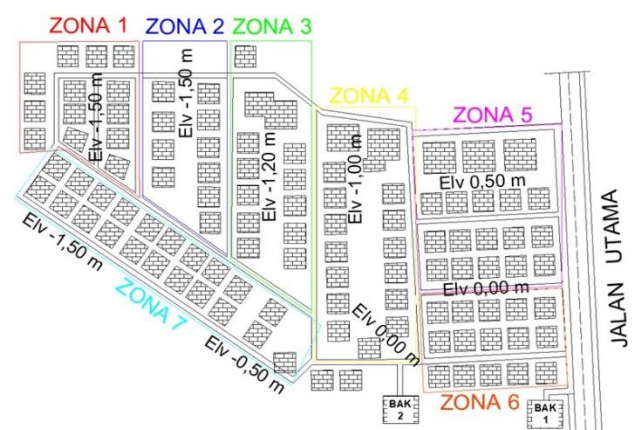 ZONA 1
ZONA 2
ZONA 3
ZONA 4
ZONA 5
Elv -1,50 m
Elv -1,50 m
Elv -1,20 m
Elv -1,00 m
Elv 0,50 m
Elv -1,50 m
ZONA 7
Elv -0,50 m
Elv 0,00 m
Elv 0,00 m
JALAN UTAMA
ZONA 6
BAK
2
BAK
1